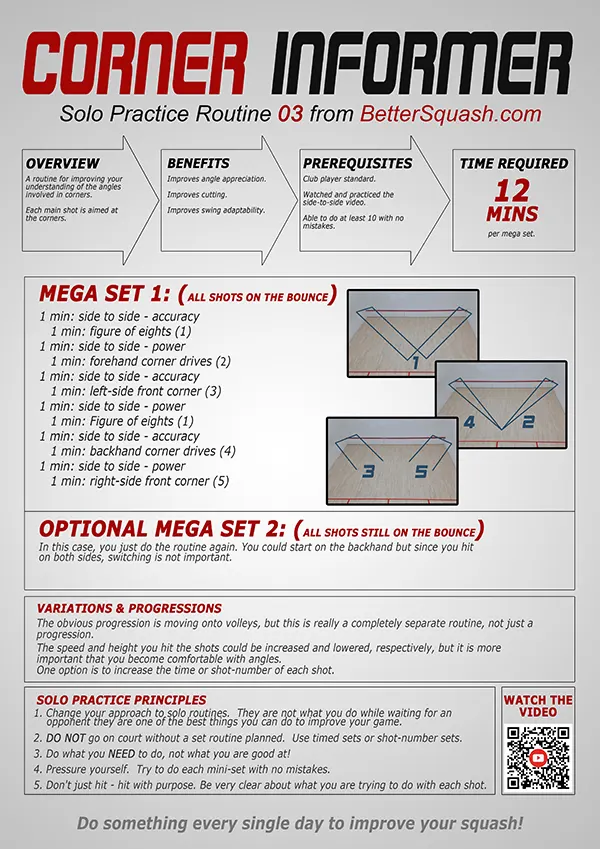 CORNER INFORMER
Solo Practice Routine 03 from BetterSquash.com
OVERVIEW
A routine for improving your
understanding of the angles
involved in corners.
Each main shot is aimed at
the corners.
BENEFITS
Improves angle appreciation.
Improves cutting.
Improves swing adaptability.
PREREQUISITES
Club player standard.
Watched and practiced the
side-to-side video.
Able to do at least 10 with no
mistakes.
TIME REQUIRED
12
MINS
per mega set.
MEGA SET 1: (ALL SHOTS ON THE BOUNCE)
1 min: side to side - accuracy
1 min: figure of eights (1)
1 min: side to side - power
1 min: forehand corner drives (2)
1 min: side to side - accuracy
1 min: left-side front corner (3)
1 min: side to side - power
1 min: Figure of eights (1)
1 min: side to side - accuracy
1 min: backhand corner drives (4)
1 min: side to side - power
1 min: right-side front corner (5)
1
4 2
3 5
OPTIONAL MEGA SET 2: (ALL SHOTS STILL ON THE BOUNCE)
In this case, you just do the routine again. You could start on the backhand but since you hit
on both sides, switching is not important.
VARIATIONS & PROGRESSIONS
The obvious progression is moving onto volleys, but this is really a completely separate routine, not just a
progression.
The speed and height you hit the shots could be increased and lowered, respectively, but it is more
important that you become comfortable with angles.
One option is to increase the time or shot-number of each shot.
SOLO PRACTICE PRINCIPLES
1. Change your approach to solo routines. They are not what you do while waiting for an
opponent they are one of the best things you can do to improve your game.
2. DO NOT go on court without a set routine planned. Use timed sets or shot-number sets.
3. Do what you NEED to do, not what you are good at!
4. Pressure yourself. Try to do each mini-set with no mistakes.
5. Don't just hit - hit with purpose. Be very clear about what you are trying to do with each shot.
WATCH THE
VIDEO
Do something every single day to improve your squash!